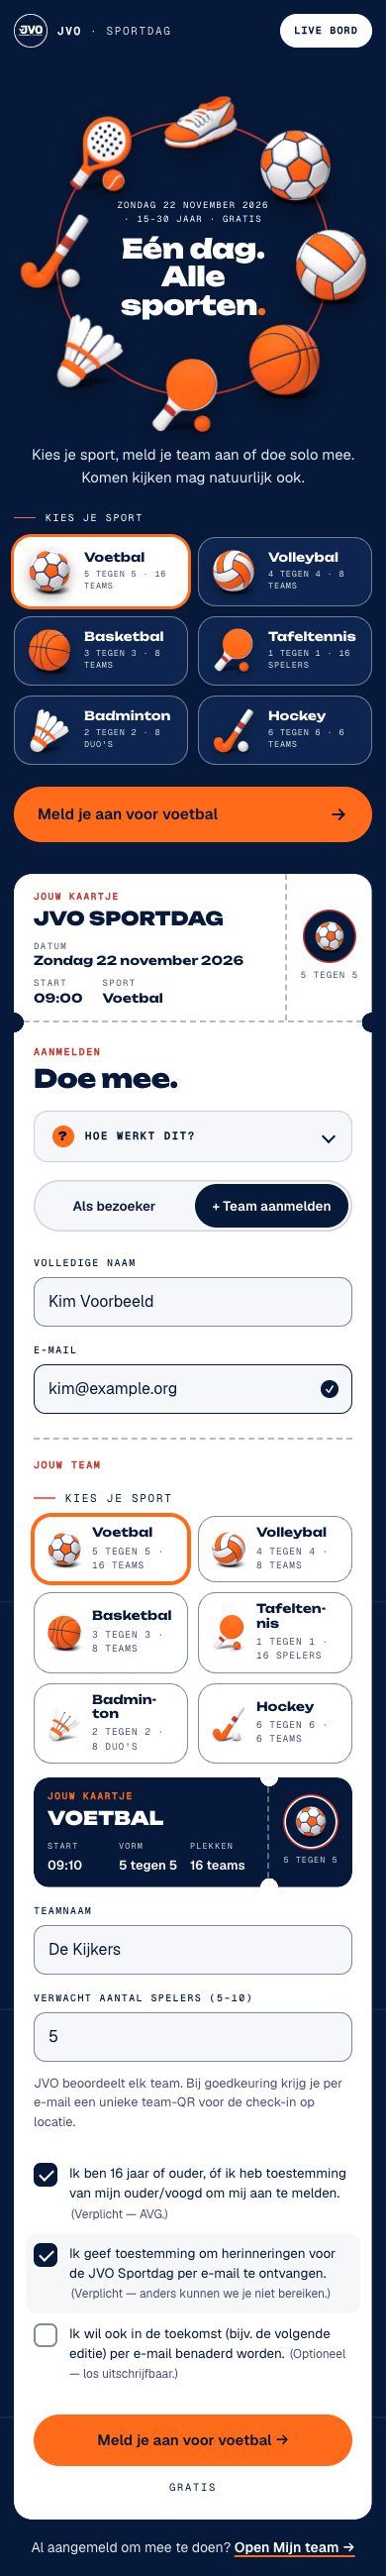 JVO JVO · SPORTDAG
LIVE BORD
ZONDAG 22 NOVEMBER 2026
· 15-30 JAAR · GRATIS
Eén dag.
Alle
sporten.
Kies je sport, meld je team aan of doe solo mee.
Komen kijken mag natuurlijk ook.
KIES JE SPORT
Voetbal
5 TEGEN 5 · 16
TEAMS
Volleybal
4 TEGEN 4 · 8
TEAMS
Basketbal
3 TEGEN 3 · 8
TEAMS
Tafeltennis
1 TEGEN 1 · 16
SPELERS
Badminton
2 TEGEN 2 · 8
DUO'S
Hockey
6 TEGEN 6 · 6
TEAMS
Meld je aan voor voetbal →
JOUW KAARTJE
JVO SPORTDAG
DATUM
Zondag 22 november 2026
START SPORT
09:00 Voetbal
5 TEGEN 5
AANMELDEN
Doe mee.
? HOE WERKT DIT?
Als bezoeker
+ Team aanmelden
VOLLEDIGE NAAM
Kim Voorbeeld
E-MAIL
kim@example.org
JOUW TEAM
KIES JE SPORT
Voetbal
5 TEGEN 5 ·
16 TEAMS
Volleybal
4 TEGEN 4 ·
8 TEAMS
Basketbal
3 TEGEN 3 ·
8 TEAMS
Tafelten-
nis
1 TEGEN 1 ·
16 SPELERS
Badmin-
ton
2 TEGEN 2 ·
8 DUO'S
Hockey
6 TEGEN 6 ·
6 TEAMS
JOUW KAARTJE
VOETBAL
START VORM PLEKKEN
09:10 5 tegen 5 16 teams
5 TEGEN 5
TEAMNAAM
De Kijkers
VERWACHT AANTAL SPELERS (5-10)
5
JVO beoordeelt elk team. Bij goedkeuring krijg je per
e-mail een unieke team-QR voor de check-in op
locatie.
Ik ben 16 jaar of ouder, óf ik heb toestemming
van mijn ouder/voogd om mij aan te melden.
(Verplicht — AVG.)
Ik geef toestemming om herinneringen voor
de JVO Sportdag per e-mail te ontvangen.
(Verplicht — anders kunnen we je niet bereiken.)
Ik wil ook in de toekomst (bijv. de volgende
editie) per e-mail benaderd worden. (Optioneel
— los uitschrijfbaar.)
Meld je aan voor voetbal →
GRATIS
Al aangemeld om mee te doen? Open Mijn team →